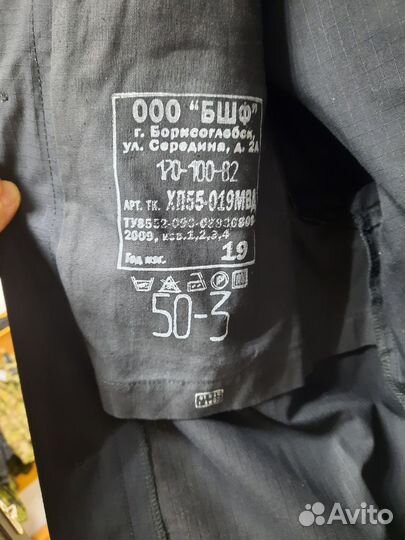 ООО "БШФ"
г. Борисоглебск,
ул. Середина, д. 2А
170-100-82
АРТ. ТК. ХП55-019МВД
2009, изв.1,2,3,4
Год изг. 19
50-3
Avito